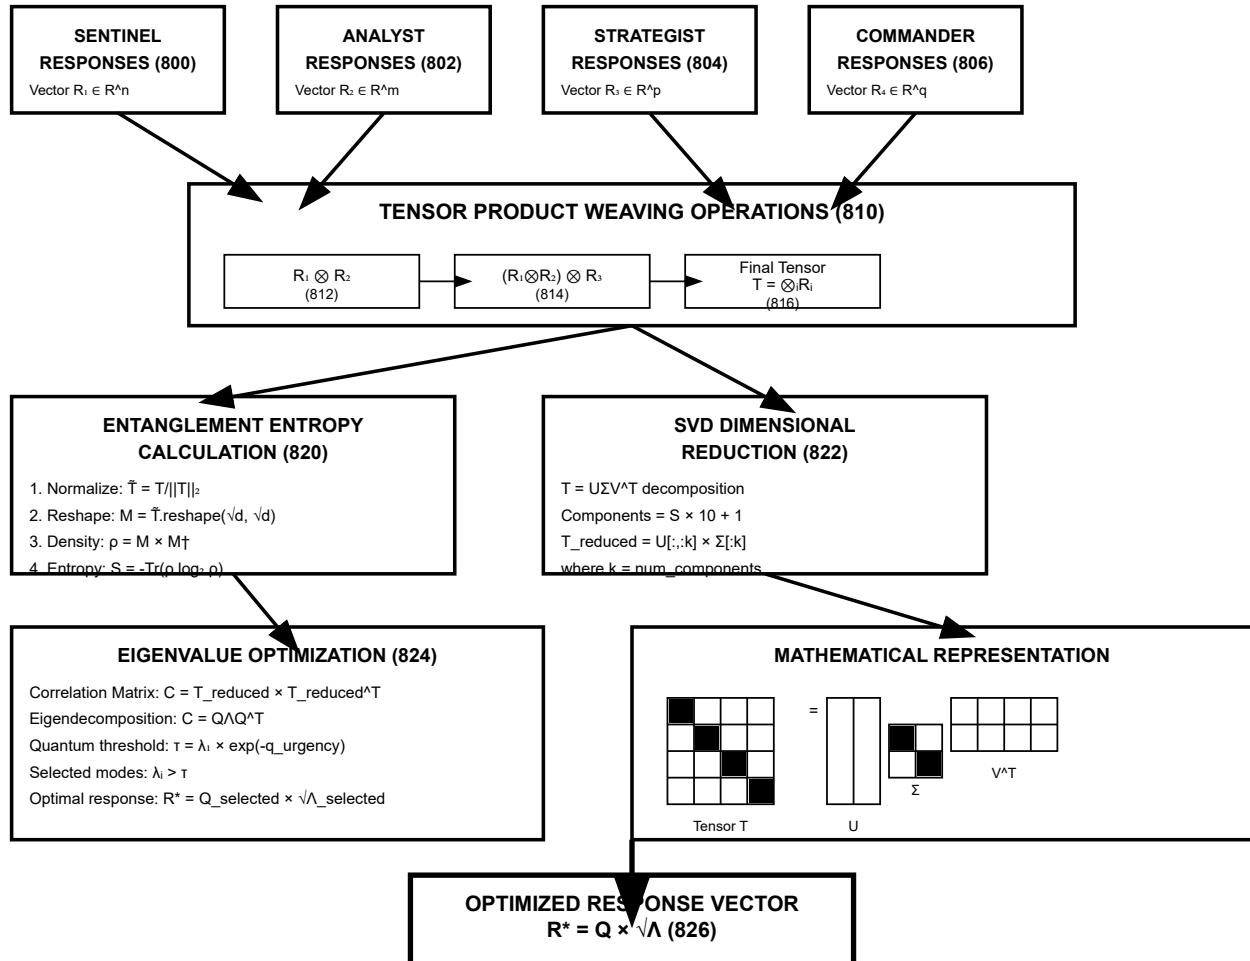 SENTINEL
RESPONSES (800)
Vector R₁ ∈ R^n
ANALYST
RESPONSES (802)
Vector R₂ ∈ R^m
STRATEGIST
RESPONSES (804)
Vector R₃ ∈ R^p
COMMANDER
RESPONSES (806)
Vector R₄ ∈ R^q
TENSOR PRODUCT WEAVING OPERATIONS (810)
R₁ ⊗ R₂
(812)
(R₁⊗R₂) ⊗ R₃
(814)
Final Tensor
T = ⊗ᵢRᵢ
(816)
ENTANGLEMENT ENTROPY
CALCULATION (820)
1. Normalize: T̃ = T/||T||₂
2. Reshape: M = T̃.reshape(√d, √d)
3. Density: ρ = M × M†
4. Entropy: S = -Tr(ρ log₂ ρ)
SVD DIMENSIONAL
REDUCTION (822)
T = UΣV^T decomposition
Components = S × 10 + 1
T_reduced = U[:,:k] × Σ[:k]
where k = num_components
EIGENVALUE OPTIMIZATION (824)
Correlation Matrix: C = T_reduced × T_reduced^T
Eigendecomposition: C = QΛQ^T
Quantum threshold: τ = λ₁ × exp(-q_urgency)
Selected modes: λᵢ > τ
Optimal response: R* = Q_selected × √Λ_selected
MATHEMATICAL REPRESENTATION
=
Tensor T
U
Σ
V^T
OPTIMIZED RESPONSE VECTOR
R* = Q × √Λ (826)